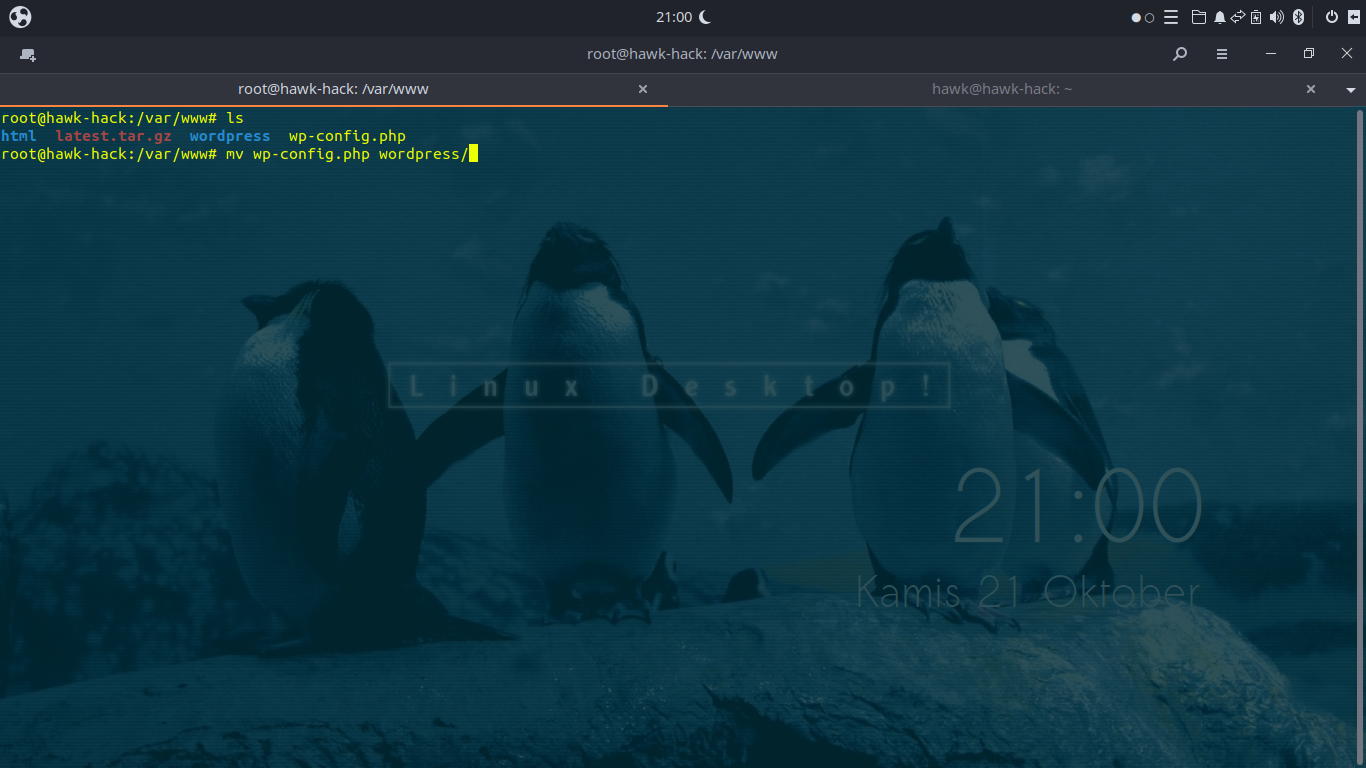 21:00
root@hawk-hack: /var/www
root@hawk-hack: /var/www
hawk@hawk-hack: ~
root@hawk-hack:/var/www# ls
html  latest.tar.gz  wordpress  wp-config.php
root@hawk-hack:/var/www# mv wp-config.php wordpress/
Linux Desktop!
21:00
Kamis 21 Oktober